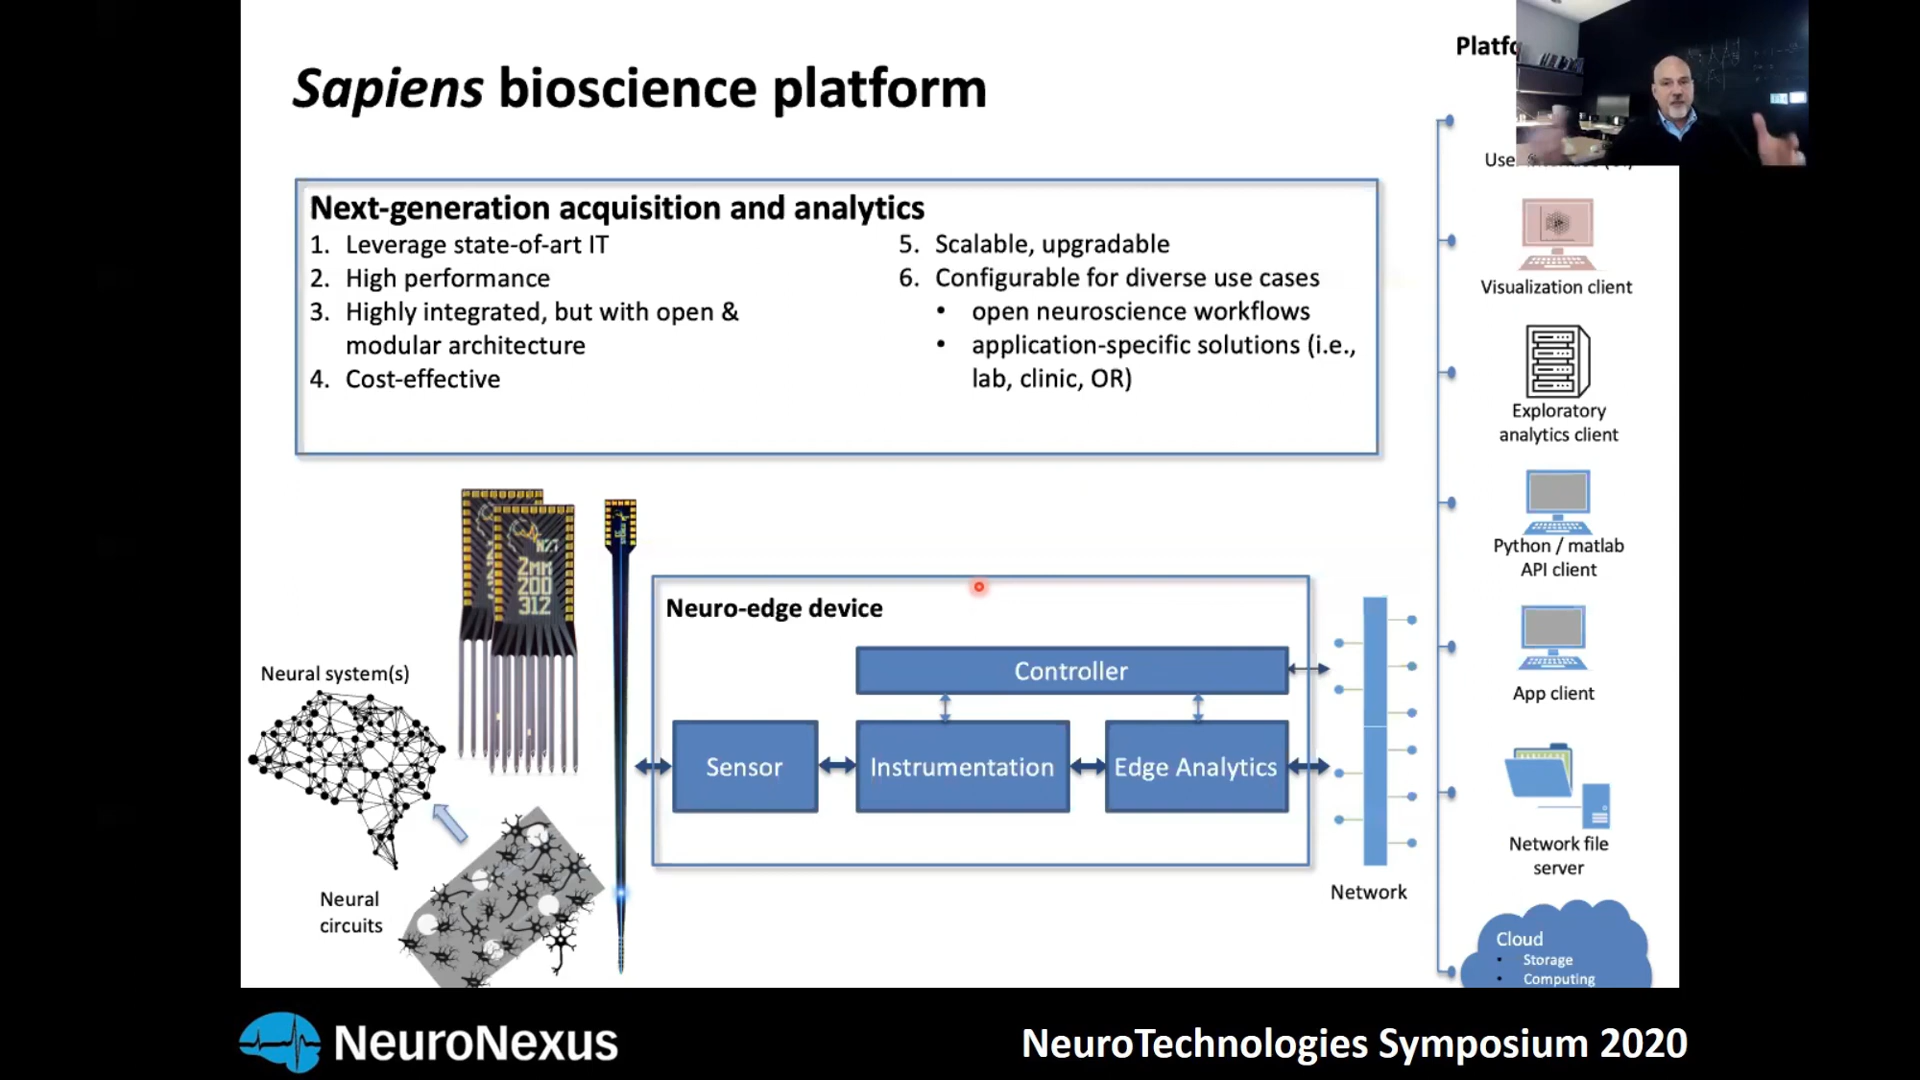 Sapiens bioscience platform
Next-generation acquisition and analytics
1. Leverage state-of-art IT
2. High performance
3. Highly integrated, but with open &
modular architecture
4. Cost-effective
5. Scalable, upgradable
6. Configurable for diverse use cases
• open neuroscience workflows
• application-specific solutions (i.e.,
lab, clinic, OR)
2MM
200
312
Neural system(s)
Neural
circuits
Neuro-edge device
Controller
Sensor
Instrumentation
Edge Analytics
Network
Visualization client
Exploratory
analytics client
Python / matlab
API client
App client
Network file
server
Cloud
• Storage
• Computing
NeuroNexus
NeuroTechnologies Symposium 2020